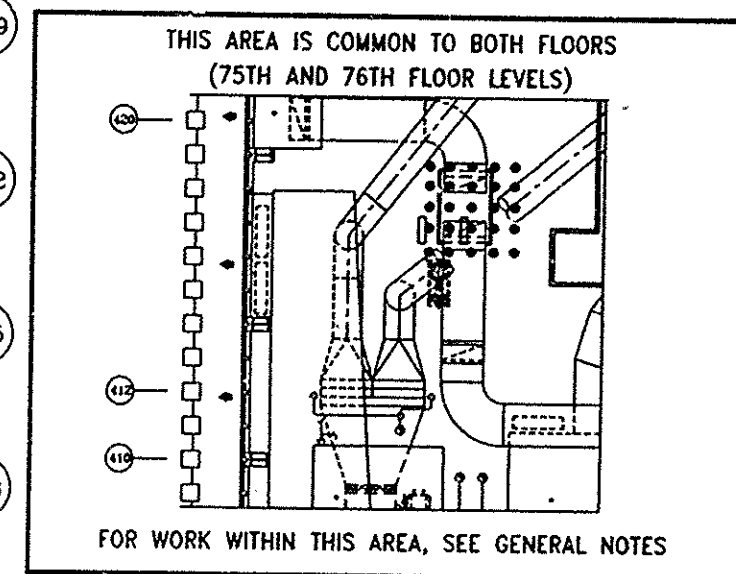 THIS AREA IS COMMON TO BOTH FLOORS
(75TH AND 76TH FLOOR LEVELS)
420
412
410
FOR WORK WITHIN THIS AREA, SEE GENERAL NOTES